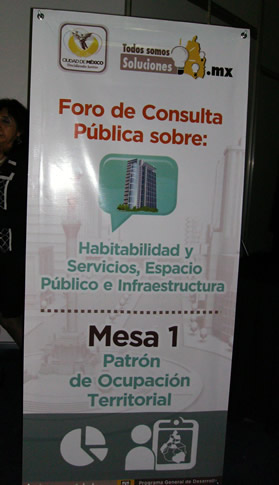 CIUDAD DE MÉXICO
Todos somos
Soluciones
.mx
Foro de Consulta
Pública sobre:
Habitabilidad y
Servicios, Espacio
Público e Infraestructura
Mesa 1
Patrón
de Ocupación
Territorial
Programa General de Desarrollo